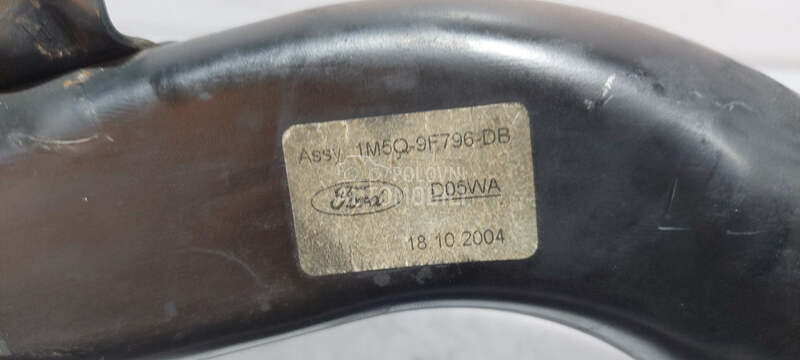 Assy. 1M5Q-9F796-DB
Ford D05WA
18.10.2004